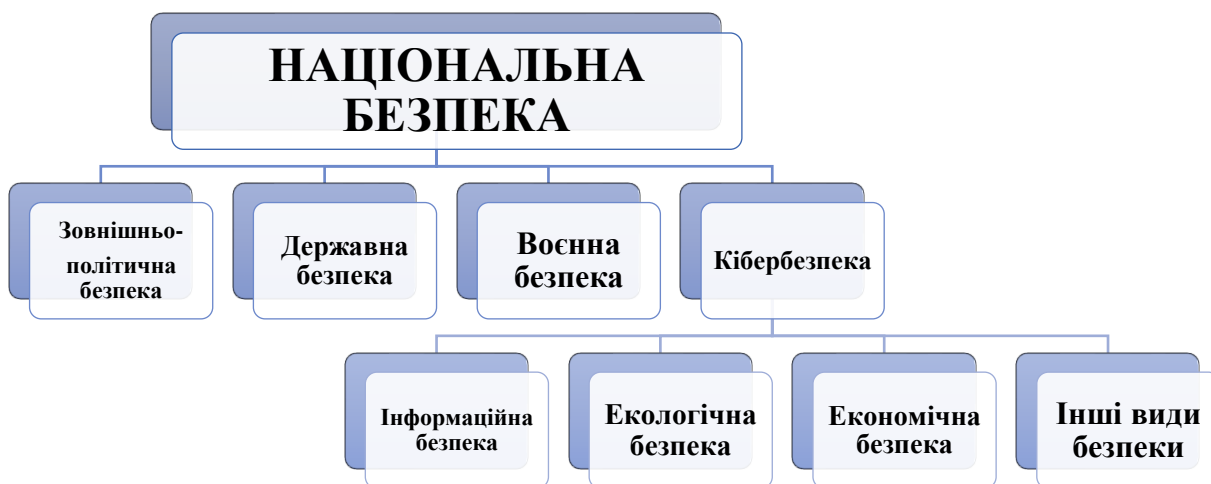 НАЦІОНАЛЬНА
БЕЗПЕКА
Зовнішньо-
політична
безпека
Державна
безпека
Воєнна
безпека
Кібербезпека
Інформаційна
безпека
Екологічна
безпека
Економічна
безпека
Інші види
безпеки